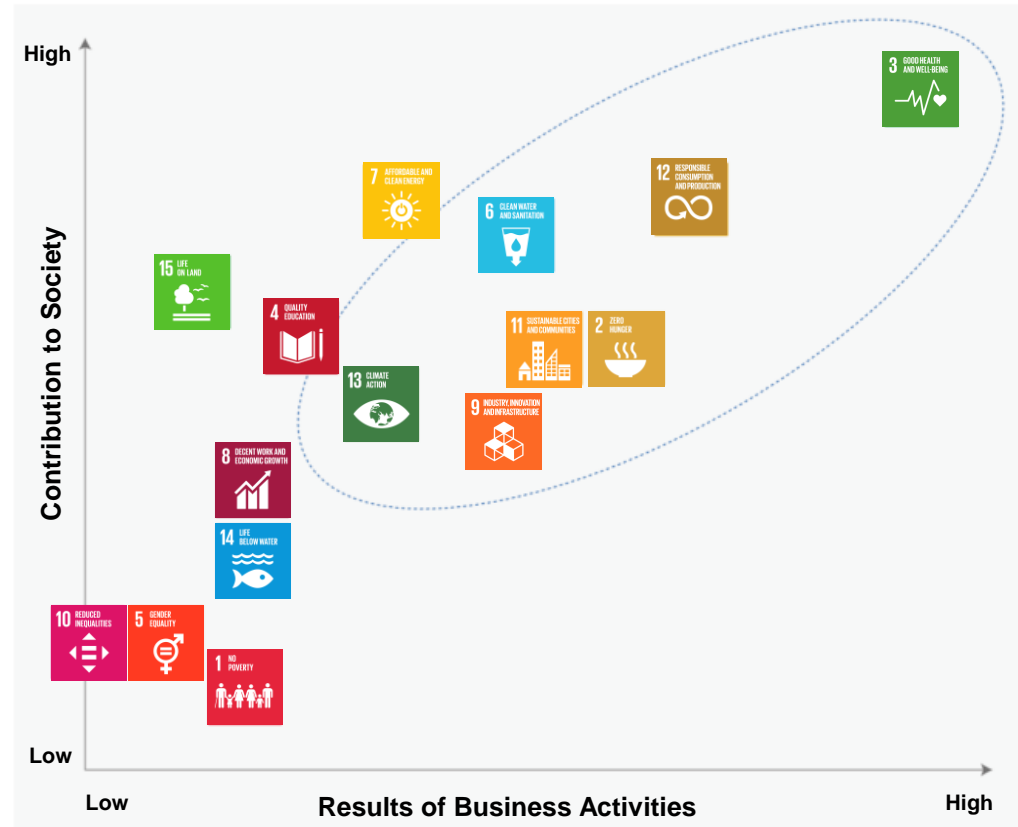 High
3 GOOD HEALTH
AND WELL-BEING
7 AFFORDABLE AND
CLEAN ENERGY
12 RESPONSIBLE
CONSUMPTION
AND PRODUCTION
6 CLEAN WATER
AND SANITATION
15 LIFE
ON LAND
4 QUALITY
EDUCATION
11 SUSTAINABLE CITIES
AND COMMUNITIES
2 ZERO
HUNGER
13 CLIMATE
ACTION
9 INDUSTRY, INNOVATION
AND INFRASTRUCTURE
8 DECENT WORK AND
ECONOMIC GROWTH
14 LIFE
BELOW WATER
10 REDUCED
INEQUALITIES
5 GENDER
EQUALITY
1 NO
POVERTY
Contribution to Society
Low
Low
Results of Business Activities
High